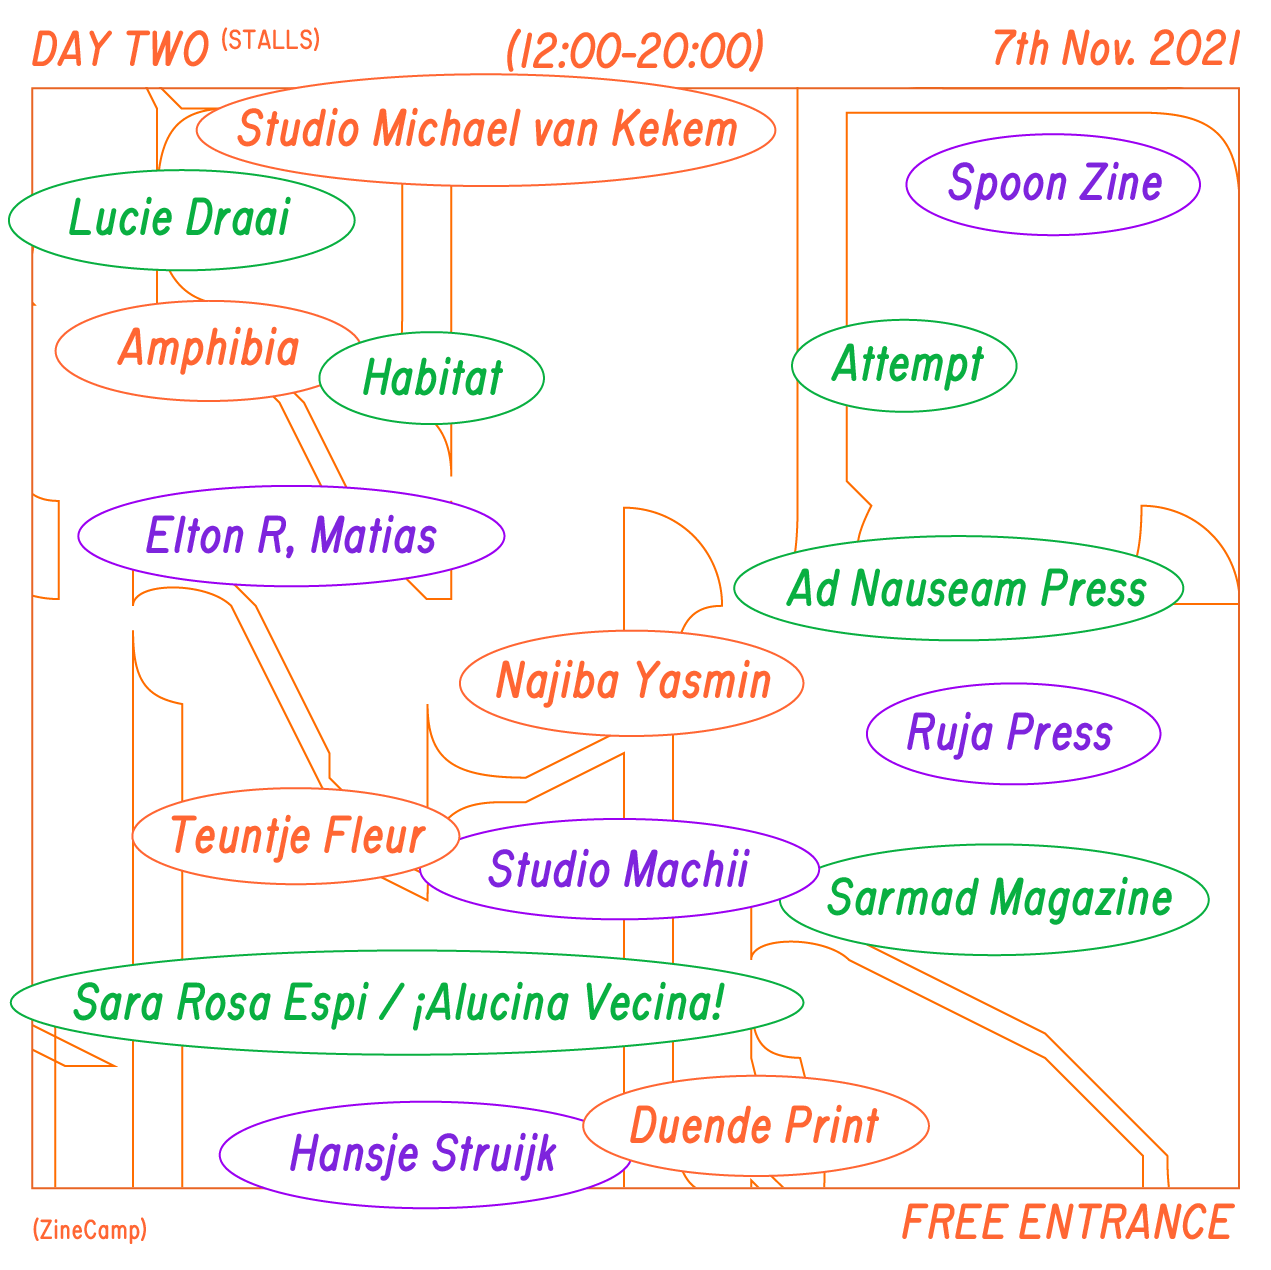 DAY TWO (STALLS)
(12:00-20:00)
7th Nov. 2021
Studio Michael van Kekem
Spoon Zine
Lucie Draai
Amphibia
Habitat
Attempt
Elton R, Matias
Ad Nauseam Press
Najiba Yasmin
Ruja Press
Teuntje Fleur
Studio Machii
Sarmad Magazine
Sara Rosa Espi / ¡Alucina Vecina!
Duende Print
Hansje Struijk
(ZineCamp)
FREE ENTRANCE